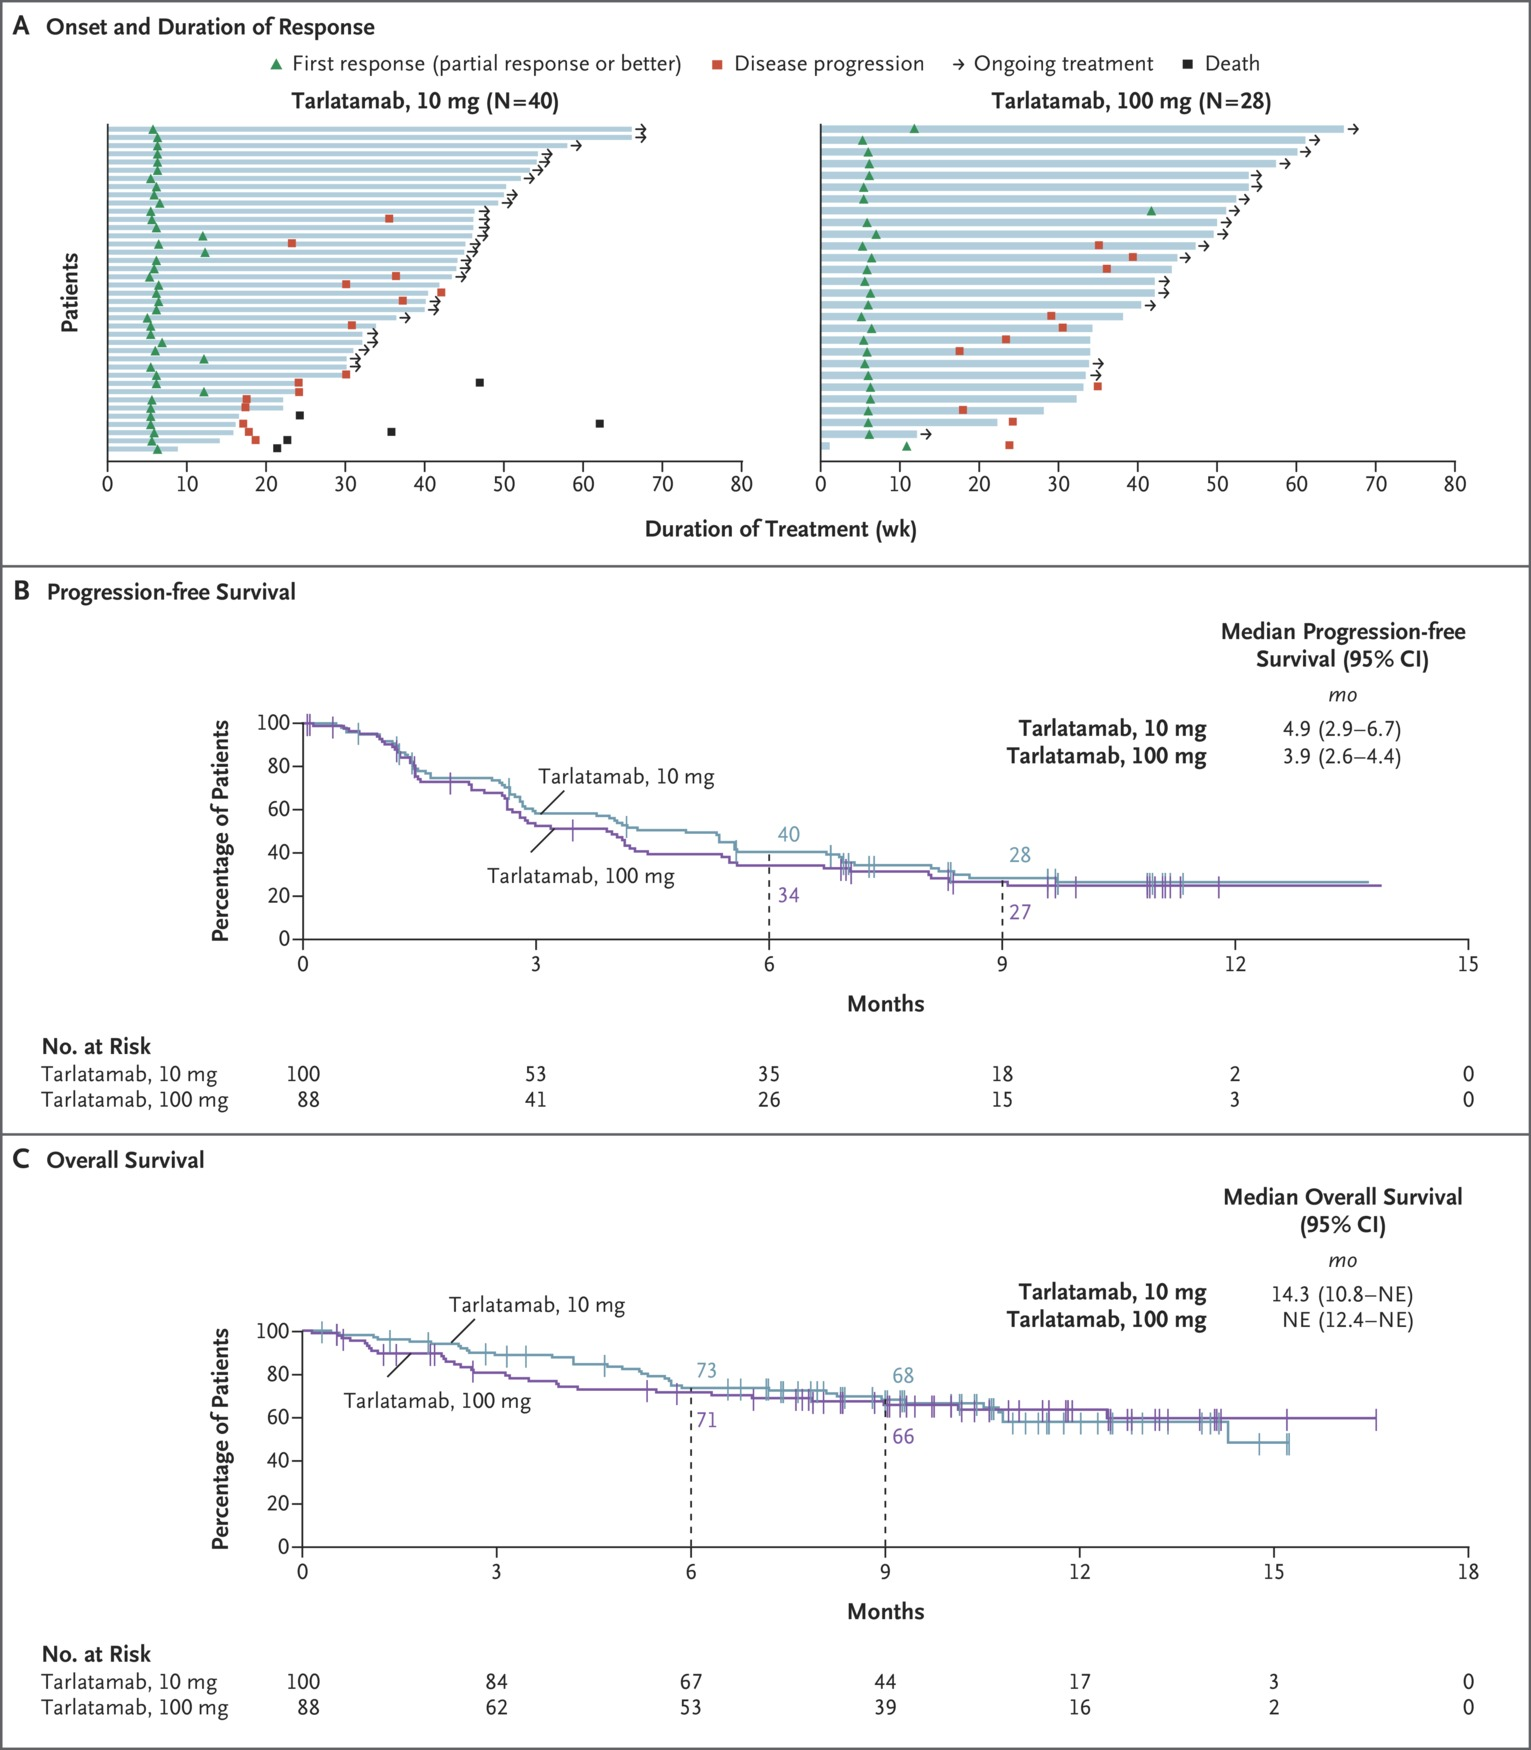 A Onset and Duration of Response
First response (partial response or better) Disease progression Ongoing treatment Death
Tarlatamab, 10 mg (N=40) Tarlatamab, 100 mg (N=28)
Patients
0 10 20 30 40 50 60 70 80 0 10 20 30 40 50 60 70 80
Duration of Treatment (wk)
B Progression-free Survival
Median Progression-free
Survival (95% CI)
mo
Tarlatamab, 10 mg 4.9 (2.9–6.7)
Tarlatamab, 100 mg 3.9 (2.6–4.4)
Percentage of Patients
100
80
60
40
20
0
Tarlatamab, 10 mg
Tarlatamab, 100 mg
40
34
28
27
0 3 6 9 12 15
Months
No. at Risk
Tarlatamab, 10 mg 100 53 35 18 2 0
Tarlatamab, 100 mg 88 41 26 15 3 0
C Overall Survival
Median Overall Survival
(95% CI)
mo
Tarlatamab, 10 mg 14.3 (10.8–NE)
Tarlatamab, 100 mg NE (12.4–NE)
Percentage of Patients
100
80
60
40
20
0
Tarlatamab, 10 mg
Tarlatamab, 100 mg
73
71
68
66
0 3 6 9 12 15 18
Months
No. at Risk
Tarlatamab, 10 mg 100 84 67 44 17 3 0
Tarlatamab, 100 mg 88 62 53 39 16 2 0